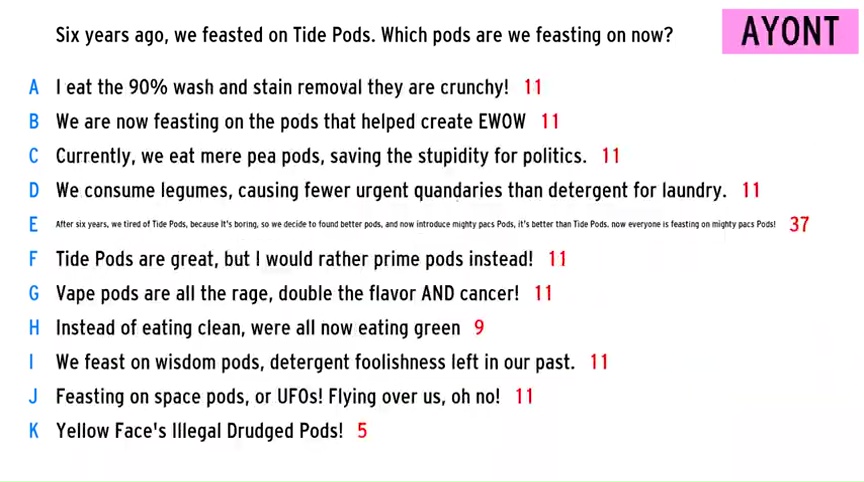 Six years ago, we feasted on Tide Pods. Which pods are we feasting on now?
AYONT
A I eat the 90% wash and stain removal they are crunchy! 11
B We are now feasting on the pods that helped create EWOW 11
C Currently, we eat mere pea pods, saving the stupidity for politics. 11
D We consume legumes, causing fewer urgent quandaries than detergent for laundry. 11
E After six years, we tired of Tide Pods, because It's boring, so we decide to found better pods, and now introduce mighty pacs Pods, it's better than Tide Pods. now everyone is feasting on mighty pacs Pods! 37
F Tide Pods are great, but I would rather prime pods instead! 11
G Vape pods are all the rage, double the flavor AND cancer! 11
H Instead of eating clean, were all now eating green 9
I We feast on wisdom pods, detergent foolishness left in our past. 11
J Feasting on space pods, or UFOs! Flying over us, oh no! 11
K Yellow Face's Illegal Drudged Pods! 5